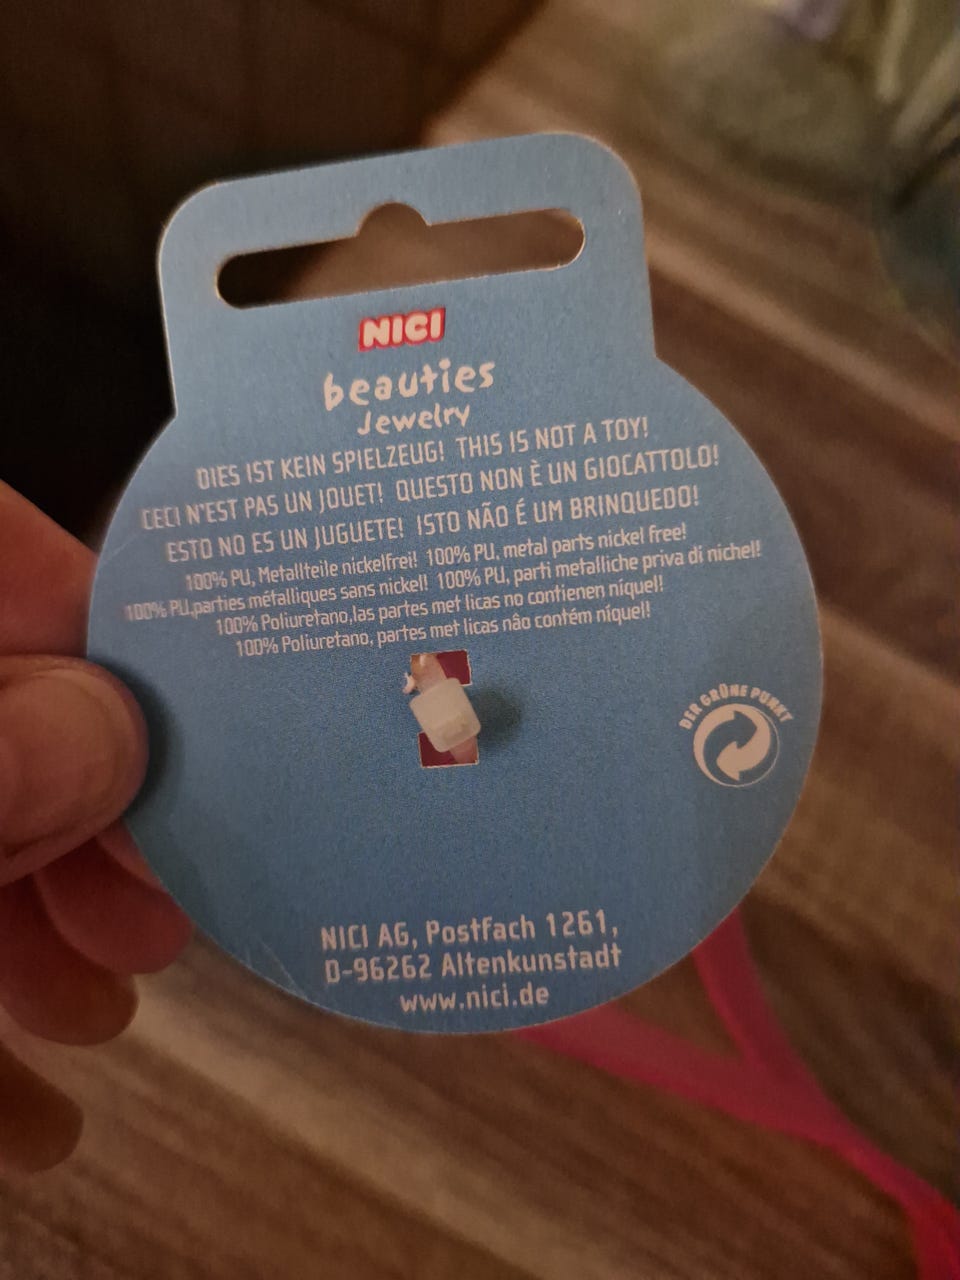 NICI
beauties
Jewelry
DIES IST KEIN SPIELZEUG! THIS IS NOT A TOY!
CECI N'EST PAS UN JOUET! QUESTO NON È UN GIOCATTOLO!
ESTO NO ES UN JUGUETE! ISTO NÃO É UM BRINQUEDO!
100% PU, Metallteile nickelfrei! 100% PU, metal parts nickel free!
100% PU,parties métalliques sans nickel! 100% PU, parti metalliche priva di nichel!
100% Poliuretano,las partes met licas no contienen níquel!
100% Poliuretano, partes met licas não contém níquel!
DER GRÜNE PUNKT
NICI AG, Postfach 1261,
D-96262 Altenkunstadt
www.nici.de